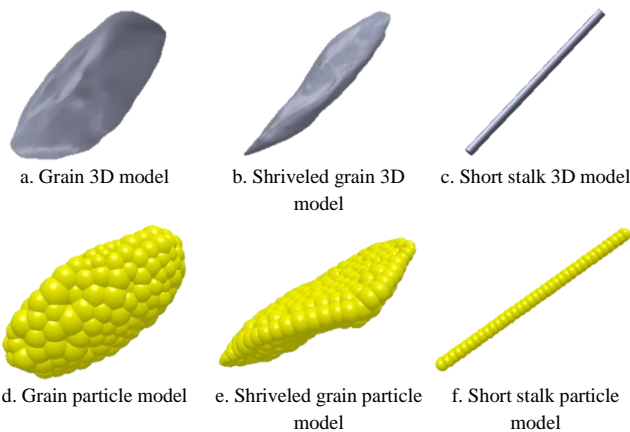 a. Grain 3D model
b. Shriveled grain 3D
model
c. Short stalk 3D model
d. Grain particle model
e. Shriveled grain particle
model
f. Short stalk particle
model